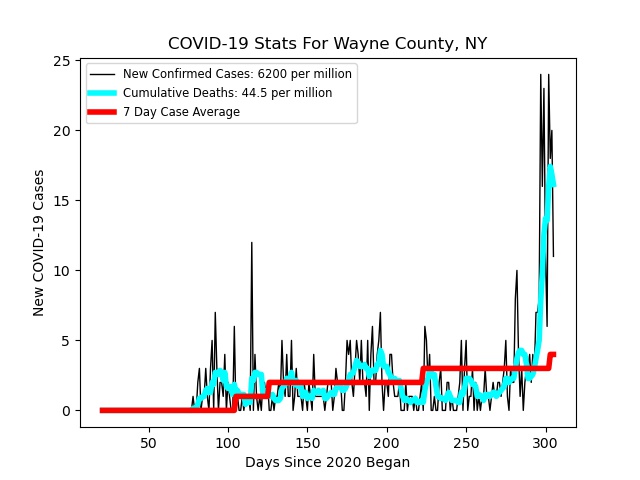 COVID-19 Stats For Wayne County, NY
25
20
15
10
5
0
New COVID-19 Cases
New Confirmed Cases: 6200 per million
Cumulative Deaths: 44.5 per million
7 Day Case Average
50 100 150 200 250 300
Days Since 2020 Began